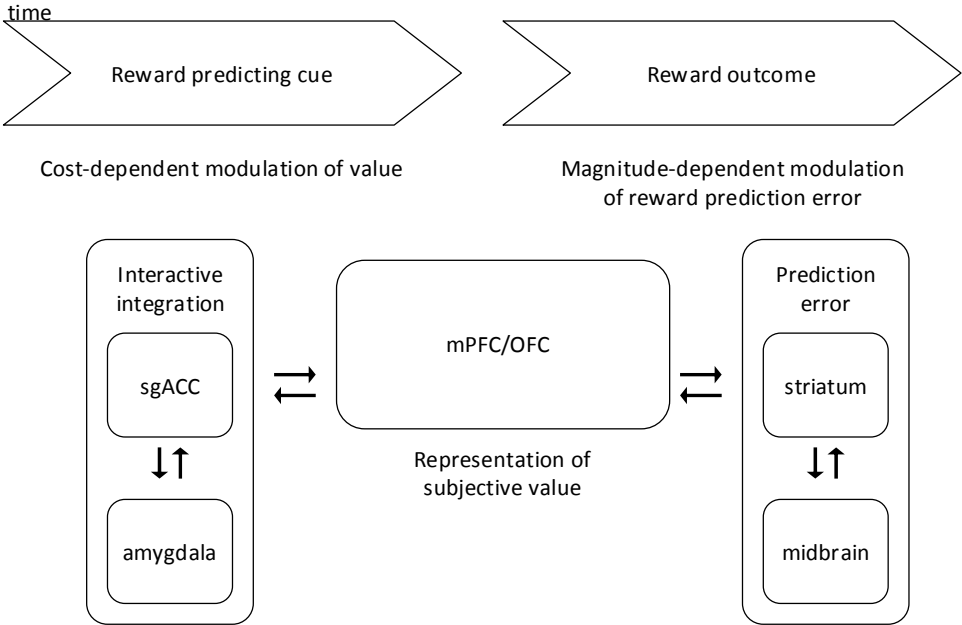 time
Reward predicting cue
Reward outcome
Cost-dependent modulation of value
Magnitude-dependent modulation
of reward prediction error
Interactive
integration
sgACC
amygdala
mPFC/OFC
Representation of
subjective value
Prediction
error
striatum
midbrain